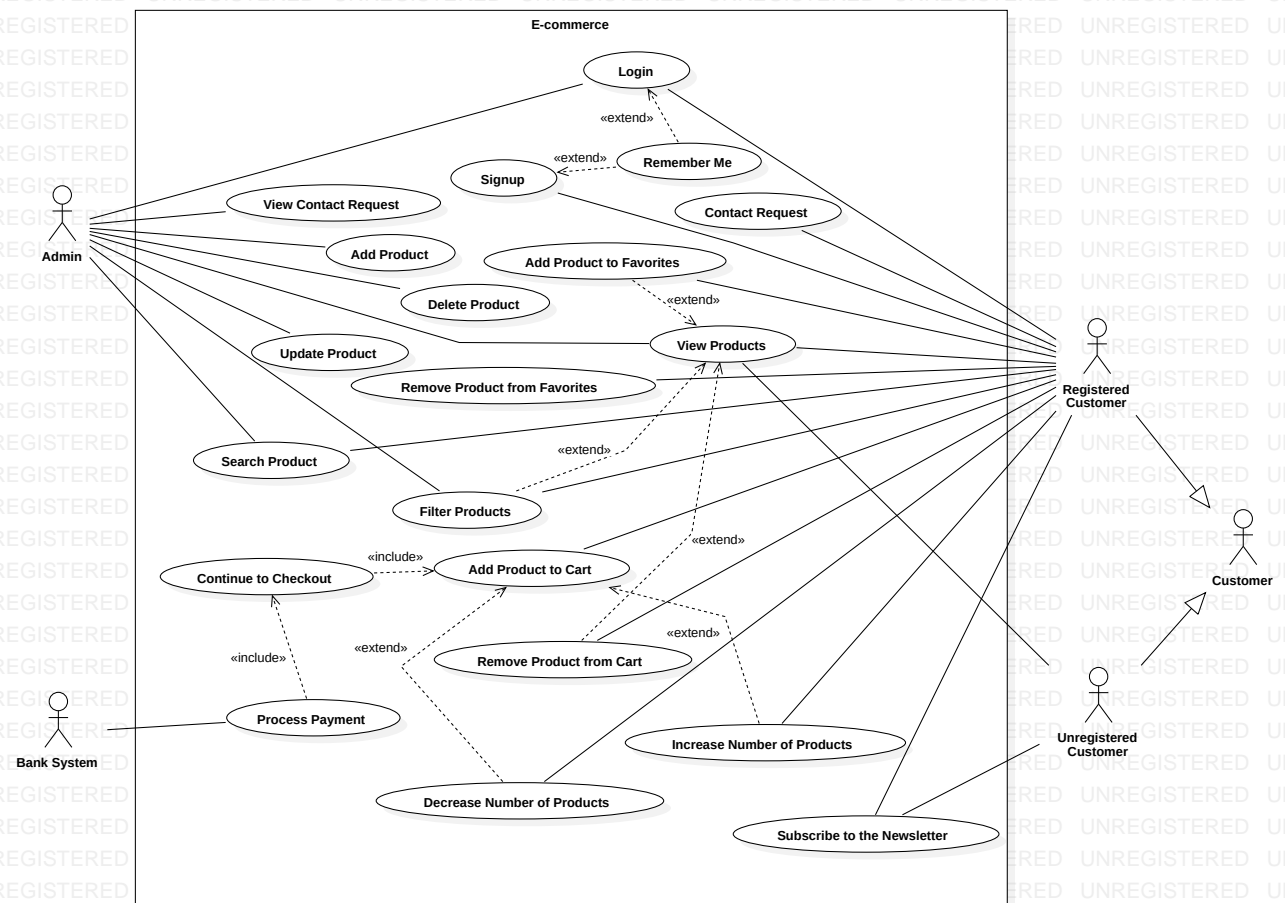 E-commerce
Login
«extend»
Remember Me
«extend»
Signup
View Contact Request
Contact Request
Admin
Add Product
Add Product to Favorites
Delete Product
«extend»
Update Product
View Products
Remove Product from Favorites
Registered
Customer
Search Product
«extend»
Filter Products
«include»
Add Product to Cart
«extend»
Continue to Checkout
Customer
«include»
«extend»
Remove Product from Cart
«extend»
Process Payment
Bank System
Increase Number of Products
Unregistered
Customer
Decrease Number of Products
Subscribe to the Newsletter
UNREGISTERED